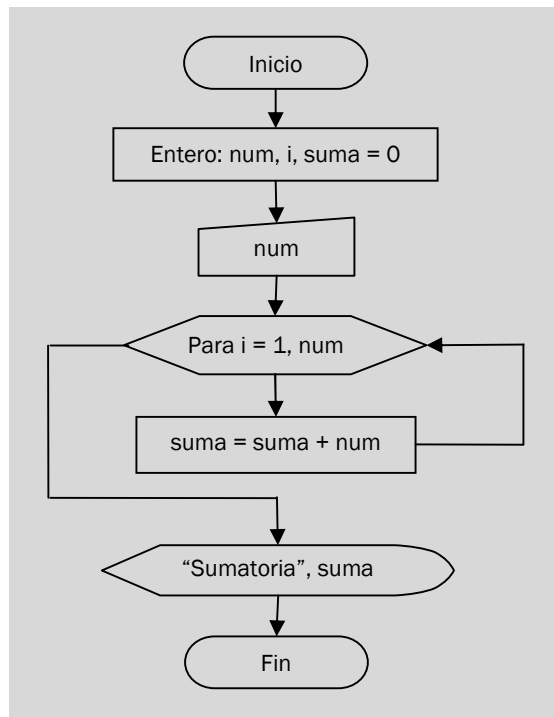 Inicio
Entero: num, i, suma = 0
num
Para i = 1, num
suma = suma + num
“Sumatoria”, suma
Fin